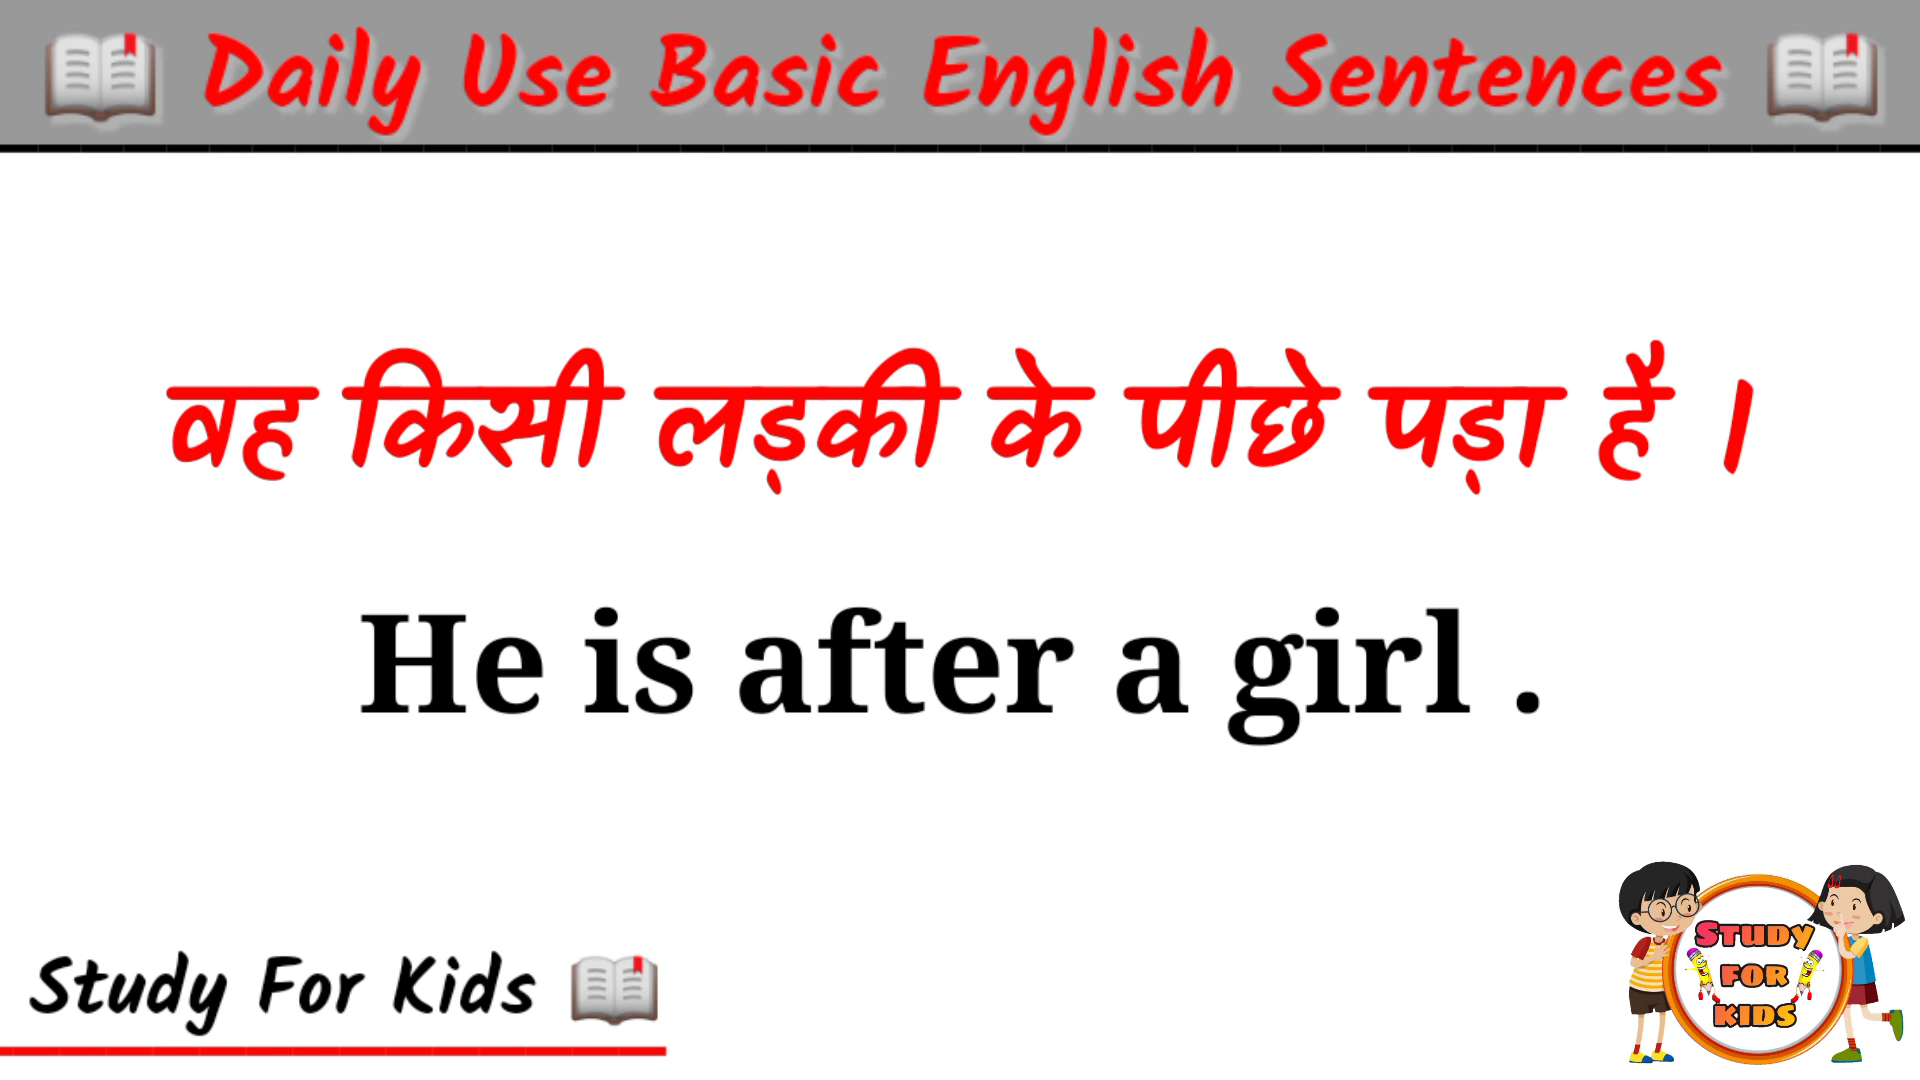 📖 Daily Use Basic English Sentences 📖
वह किसी लड़की के पीछे पड़ा है ।
He is after a girl .
Study For Kids 📖
STUDY
FOR
KIDS